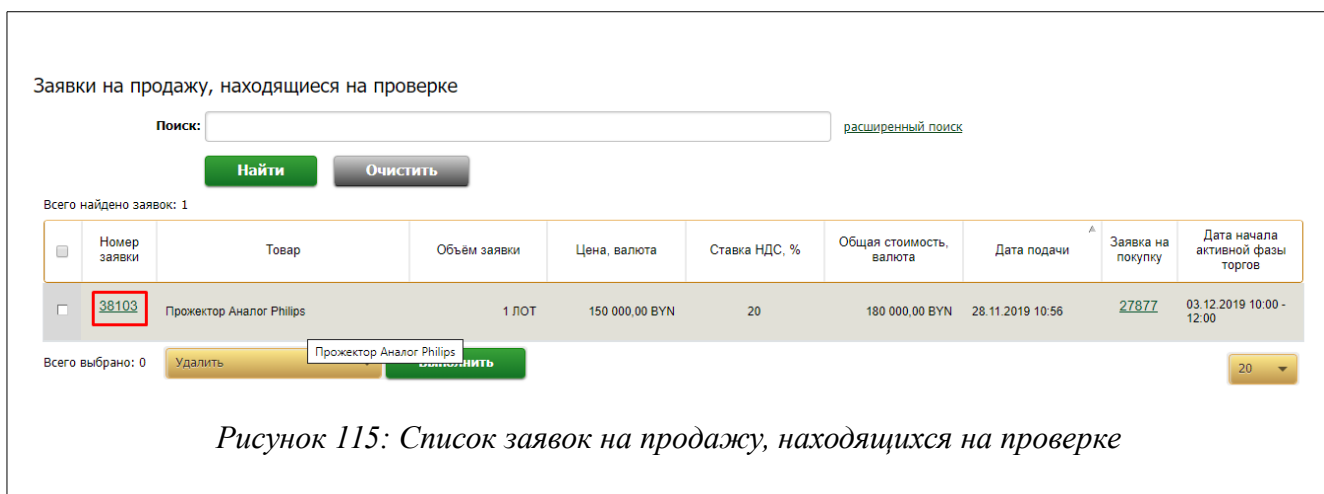 Заявки на продажу, находящиеся на проверке
Поиск: расширенный поиск
Найти Очистить
Всего найдено заявок: 1
Номер заявки Товар Объём заявки Цена, валюта Ставка НДС, % Общая стоимость, валюта Дата подачи Заявка на покупку Дата начала активной фазы торгов
38103 Прожектор Аналог Philips 1 ЛОТ 150 000,00 BYN 20 180 000,00 BYN 28.11.2019 10:56 27877 03.12.2019 10:00 - 12:00
Прожектор Аналог Philips
Всего выбрано: 0 Удалить Выполнить 20
Рисунок 115: Список заявок на продажу, находящихся на проверке